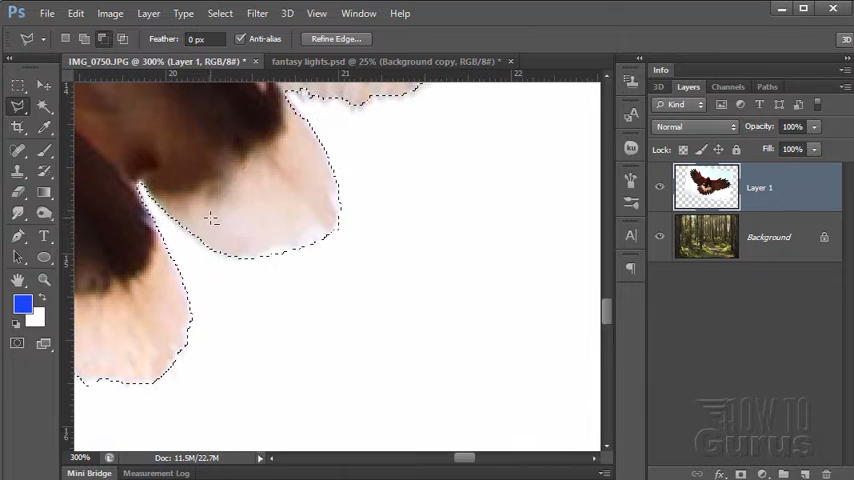 Ps File Edit Image Layer Type Select Filter 3D View Window Help
Feather: 0 px Anti-alias Refine Edge... 3D
IMG_0750.JPG @ 300% (Layer 1, RGB/8#) * × fantasy lights.psd @ 25% (Background copy, RGB/8#) * ×
20 21 22
Info
3D Layers Channels Paths
Kind
Normal Opacity: 100%
Lock: Fill: 100%
Layer 1
Background
ku
A|
T
HOW TO
Gurus
300% Doc: 11.5M/22.7M
Mini Bridge Measurement Log
fx